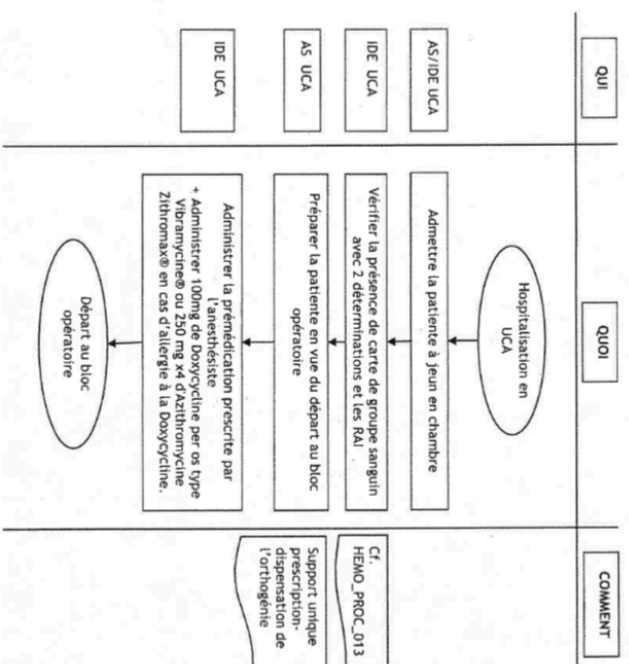 QUI
QUOI
COMMENT
Hospitalisation en
UCA
AS/IDE UCA
Admettre la patiente à jeun en chambre
IDE UCA
Vérifier la présence de carte de groupe sanguin
avec 2 déterminations et les RAI
Cf.
HEMO_PROC_013
AS UCA
Préparer la patiente en vue du départ au bloc
opératoire
Support unique
prescription-
dispensation de
l'orthogénie
IDE UCA
Administrer la prémédication prescrite par
l'anesthésiste
+ Administrer 100mg de Doxycycline per os type
Vibramycine® ou 250 mg x4 d'Azithromycine
Zithromax® en cas d'allergie à la Doxycycline.
Départ au bloc
opératoire